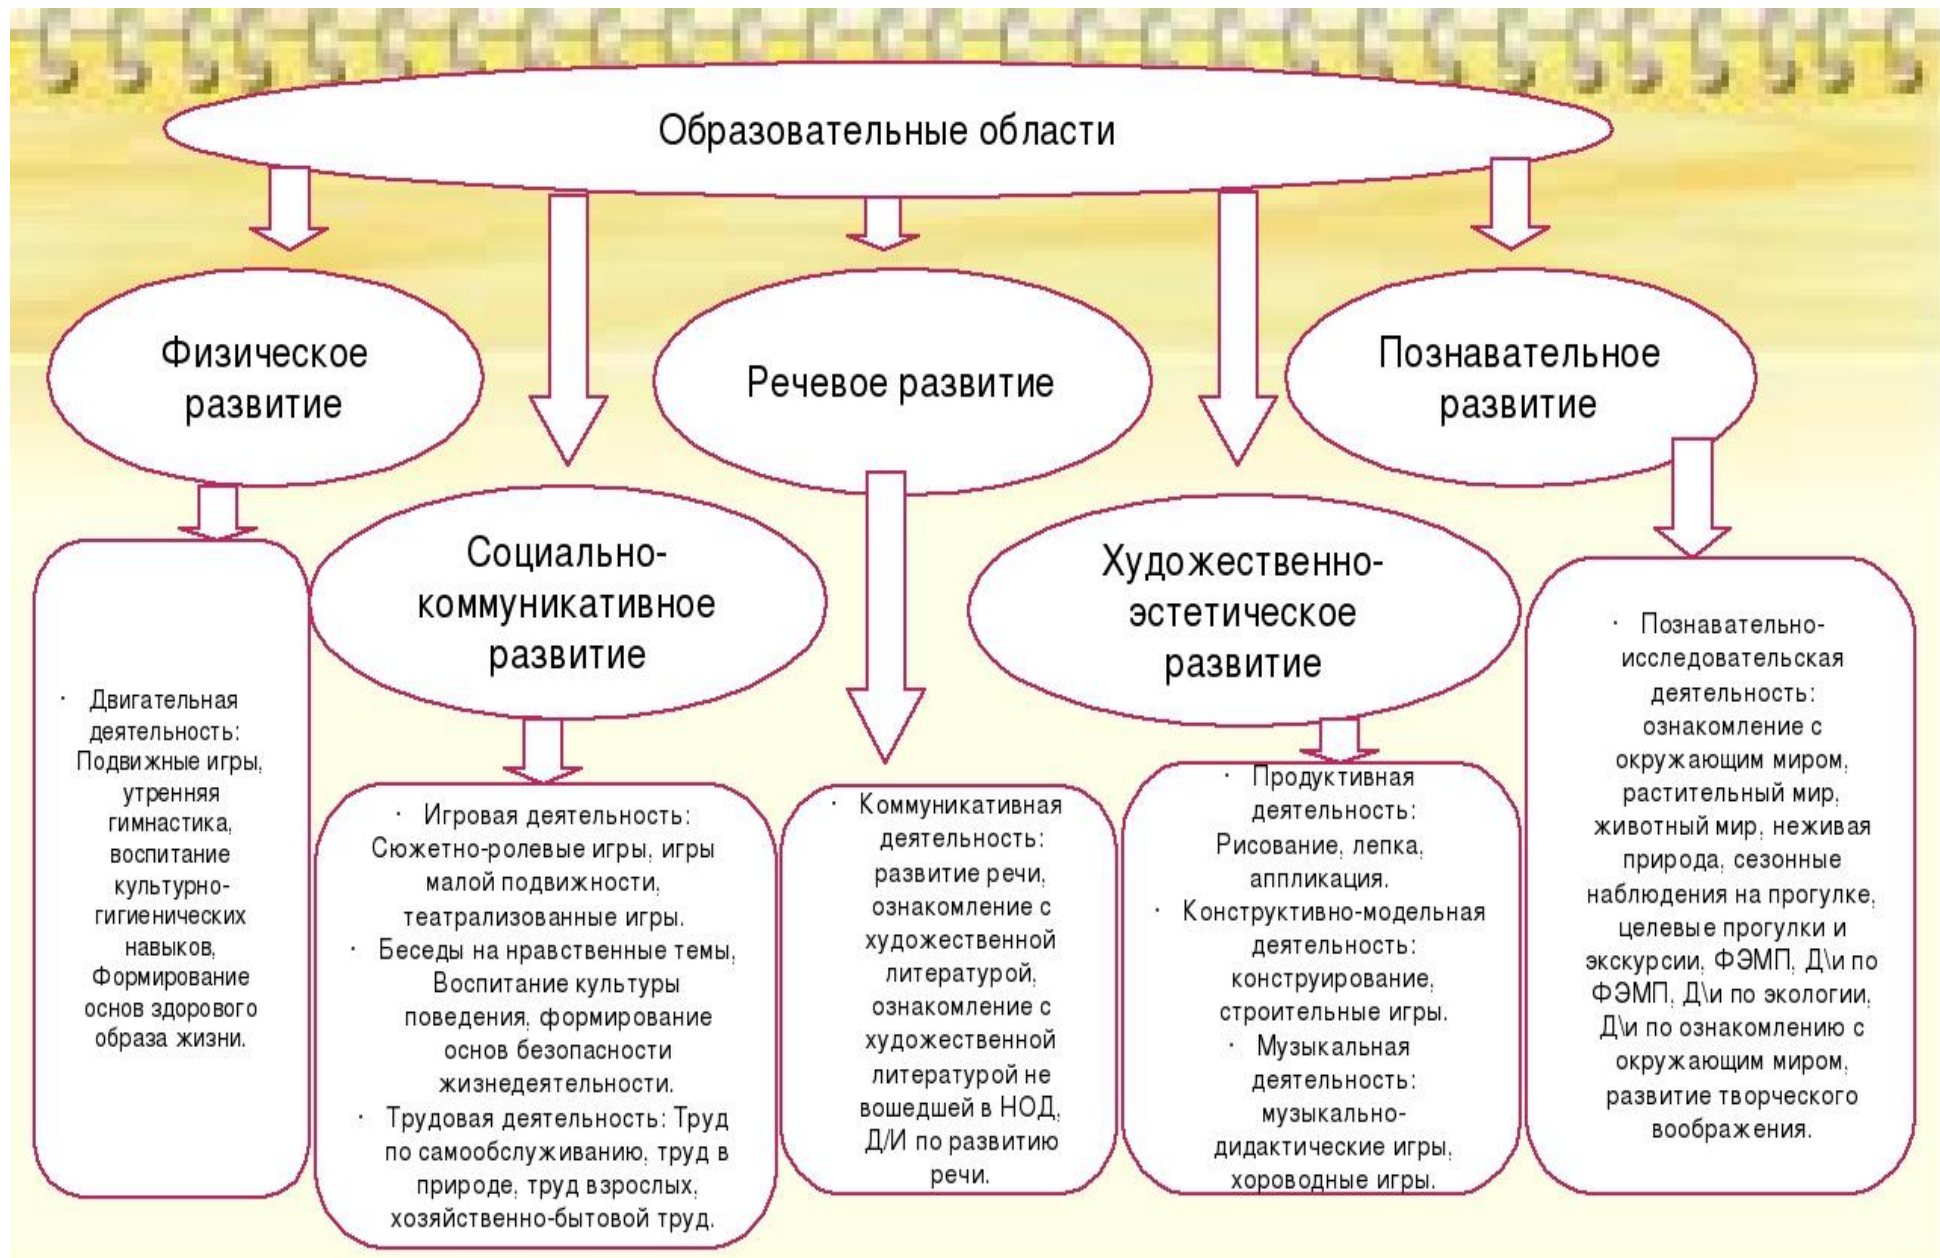 Образовательные области
Физическое
развитие
Речевое развитие
Познавательное
развитие
Социально-
коммуникативное
развитие
Художественно-
эстетическое
развитие
· Двигательная
деятельность:
Подвижные игры,
утренняя
гимнастика,
воспитание
культурно-
гигиенических
навыков,
Формирование
основ здорового
образа жизни.
· Игровая деятельность:
Сюжетно-ролевые игры, игры
малой подвижности,
театрализованные игры.
· Беседы на нравственные темы,
Воспитание культуры
поведения, формирование
основ безопасности
жизнедеятельности.
· Трудовая деятельность: Труд
по самообслуживанию, труд в
природе, труд взрослых,
хозяйственно-бытовой труд.
· Коммуникативная
деятельность:
развитие речи,
ознакомление с
художественной
литературой,
ознакомление с
художественной
литературой не
вошедшей в НОД,
Д/И по развитию
речи.
· Продуктивная
деятельность:
Рисование, лепка,
аппликация.
· Конструктивно-модельная
деятельность:
конструирование,
строительные игры.
· Музыкальная
деятельность:
музыкально-
дидактические игры,
хороводные игры.
· Познавательно-
исследовательская
деятельность:
ознакомление с
окружающим миром,
растительный мир,
животный мир, неживая
природа, сезонные
наблюдения на прогулке,
целевые прогулки и
экскурсии, ФЭМП, Д\и по
ФЭМП, Д\и по экологии,
Д\и по ознакомлению с
окружающим миром,
развитие творческого
воображения.